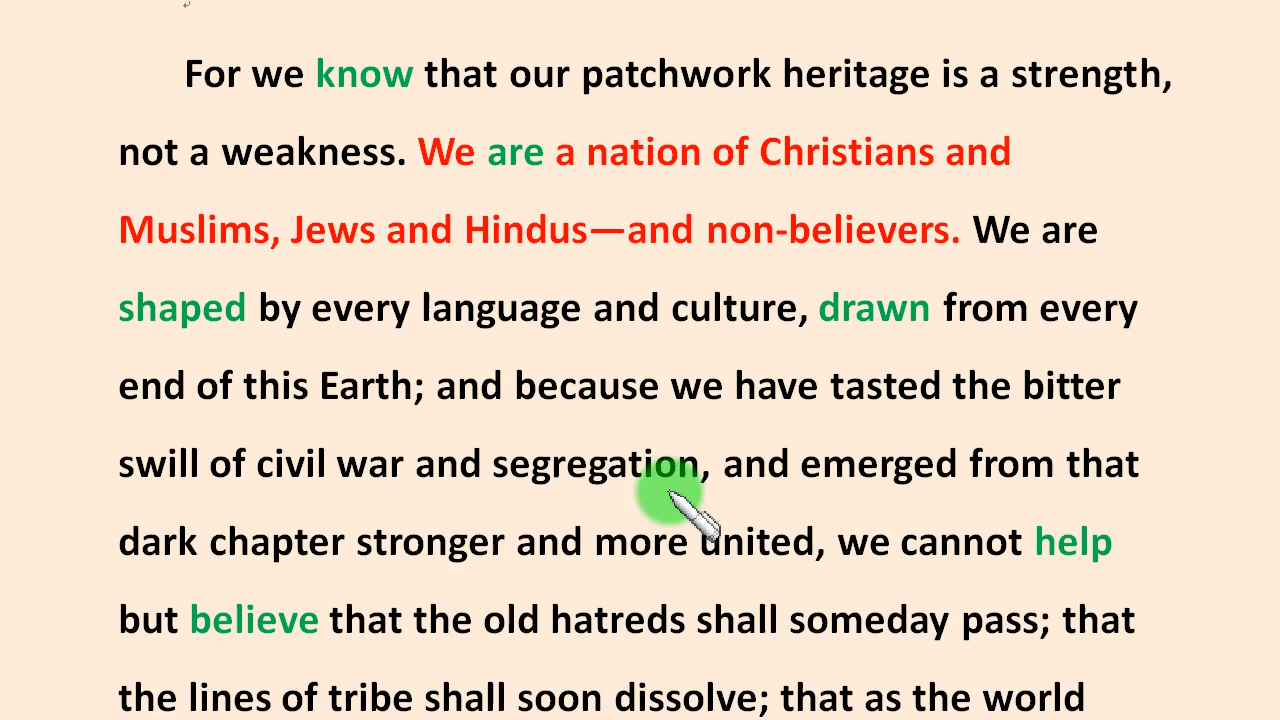 For we know that our patchwork heritage is a strength,
not a weakness. We are a nation of Christians and
Muslims, Jews and Hindus—and non-believers. We are
shaped by every language and culture, drawn from every
end of this Earth; and because we have tasted the bitter
swill of civil war and segregation, and emerged from that
dark chapter stronger and more united, we cannot help
but believe that the old hatreds shall someday pass; that
the lines of tribe shall soon dissolve; that as the world